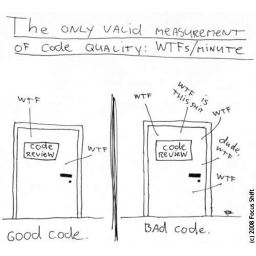 The ONLY VALID MEASUREMENT
OF Code QUALITY: WTFs/MINUTE
WTF
code
REVIEW
WTF
Good code.
WTF
WTF is
THIS shit
WTF
code
REVIEW
dude,
WTF
WTF
BAd code.
(c) 2008 Focus Shift